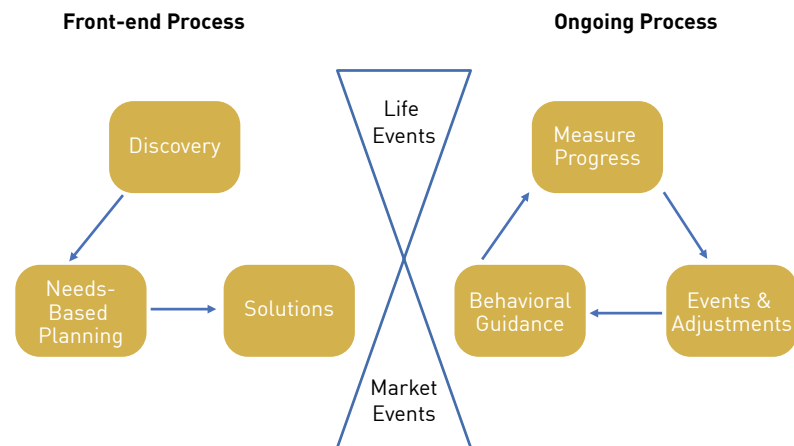 Front-end Process
Discovery
Needs-
Based
Planning
Solutions
Life
Events
Market
Events
Ongoing Process
Measure
Progress
Events &
Adjustments
Behavioral
Guidance